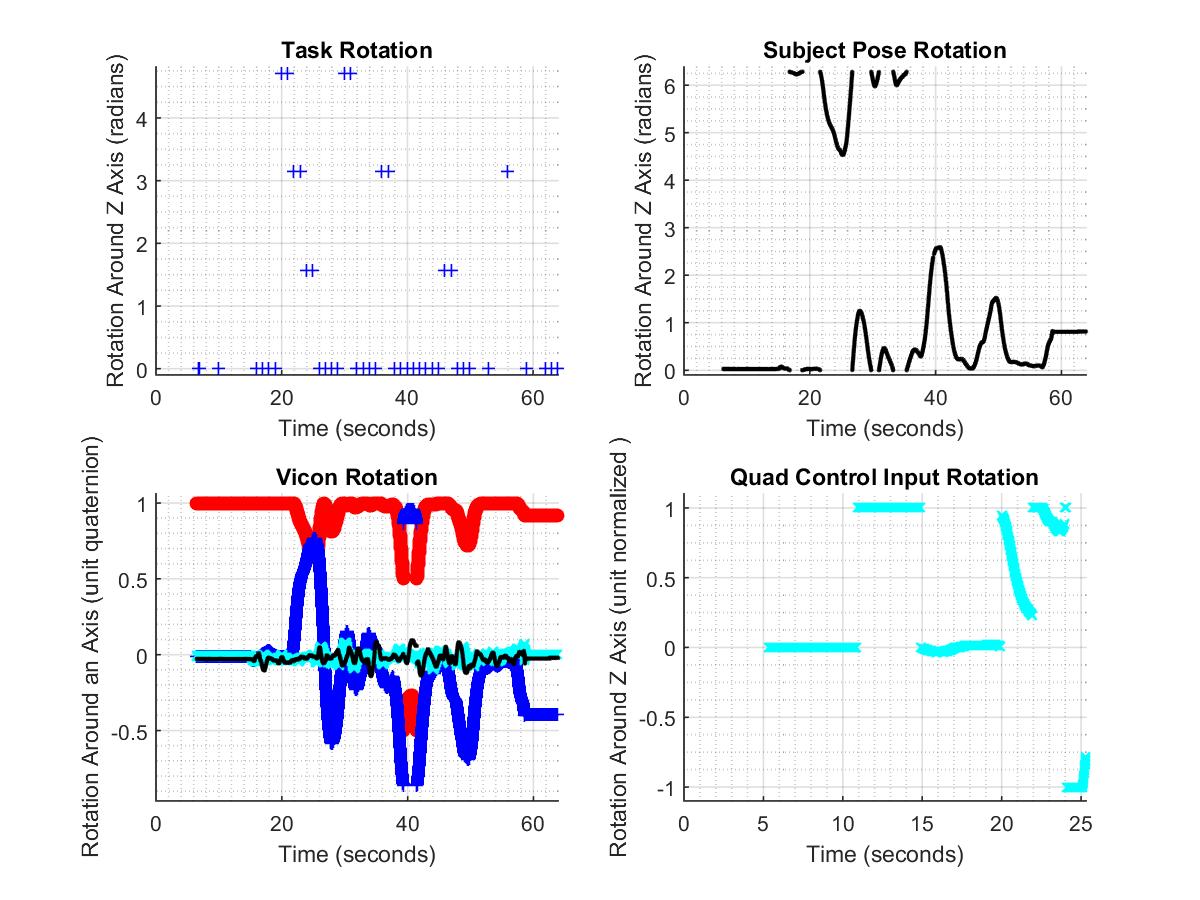 Task Rotation
Rotation Around Z Axis (radians)
4
3
2
1
0
0 20 40 60
Time (seconds)
Subject Pose Rotation
Rotation Around Z Axis (radians)
6
5
4
3
2
1
0
0 20 40 60
Time (seconds)
Vicon Rotation
Rotation Around an Axis (unit quaternion)
1
0.5
0
-0.5
0 20 40 60
Time (seconds)
Quad Control Input Rotation
Rotation Around Z Axis (unit normalized )
1
0.5
0
-0.5
-1
0 5 10 15 20 25
Time (seconds)